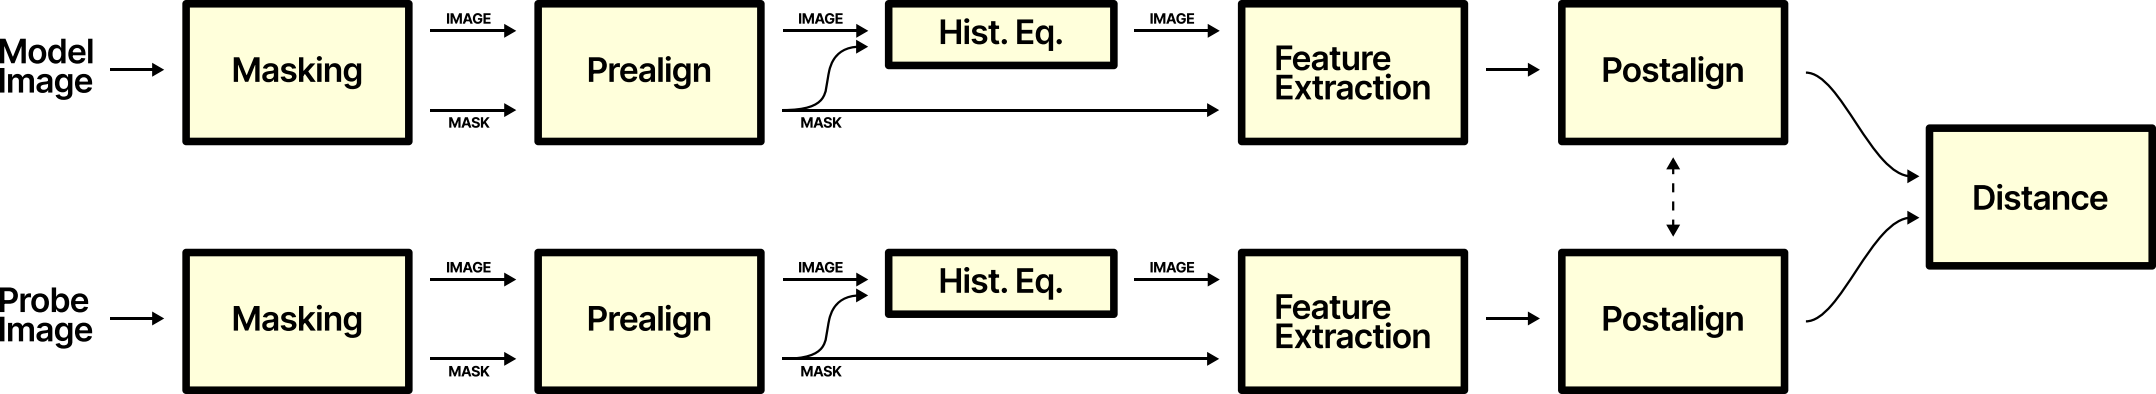 Model
Image
Masking
IMAGE
MASK
Prealign
IMAGE
MASK
Hist. Eq.
IMAGE
Feature
Extraction
Postalign
Distance
Probe
Image
Masking
IMAGE
MASK
Prealign
IMAGE
MASK
Hist. Eq.
IMAGE
Feature
Extraction
Postalign